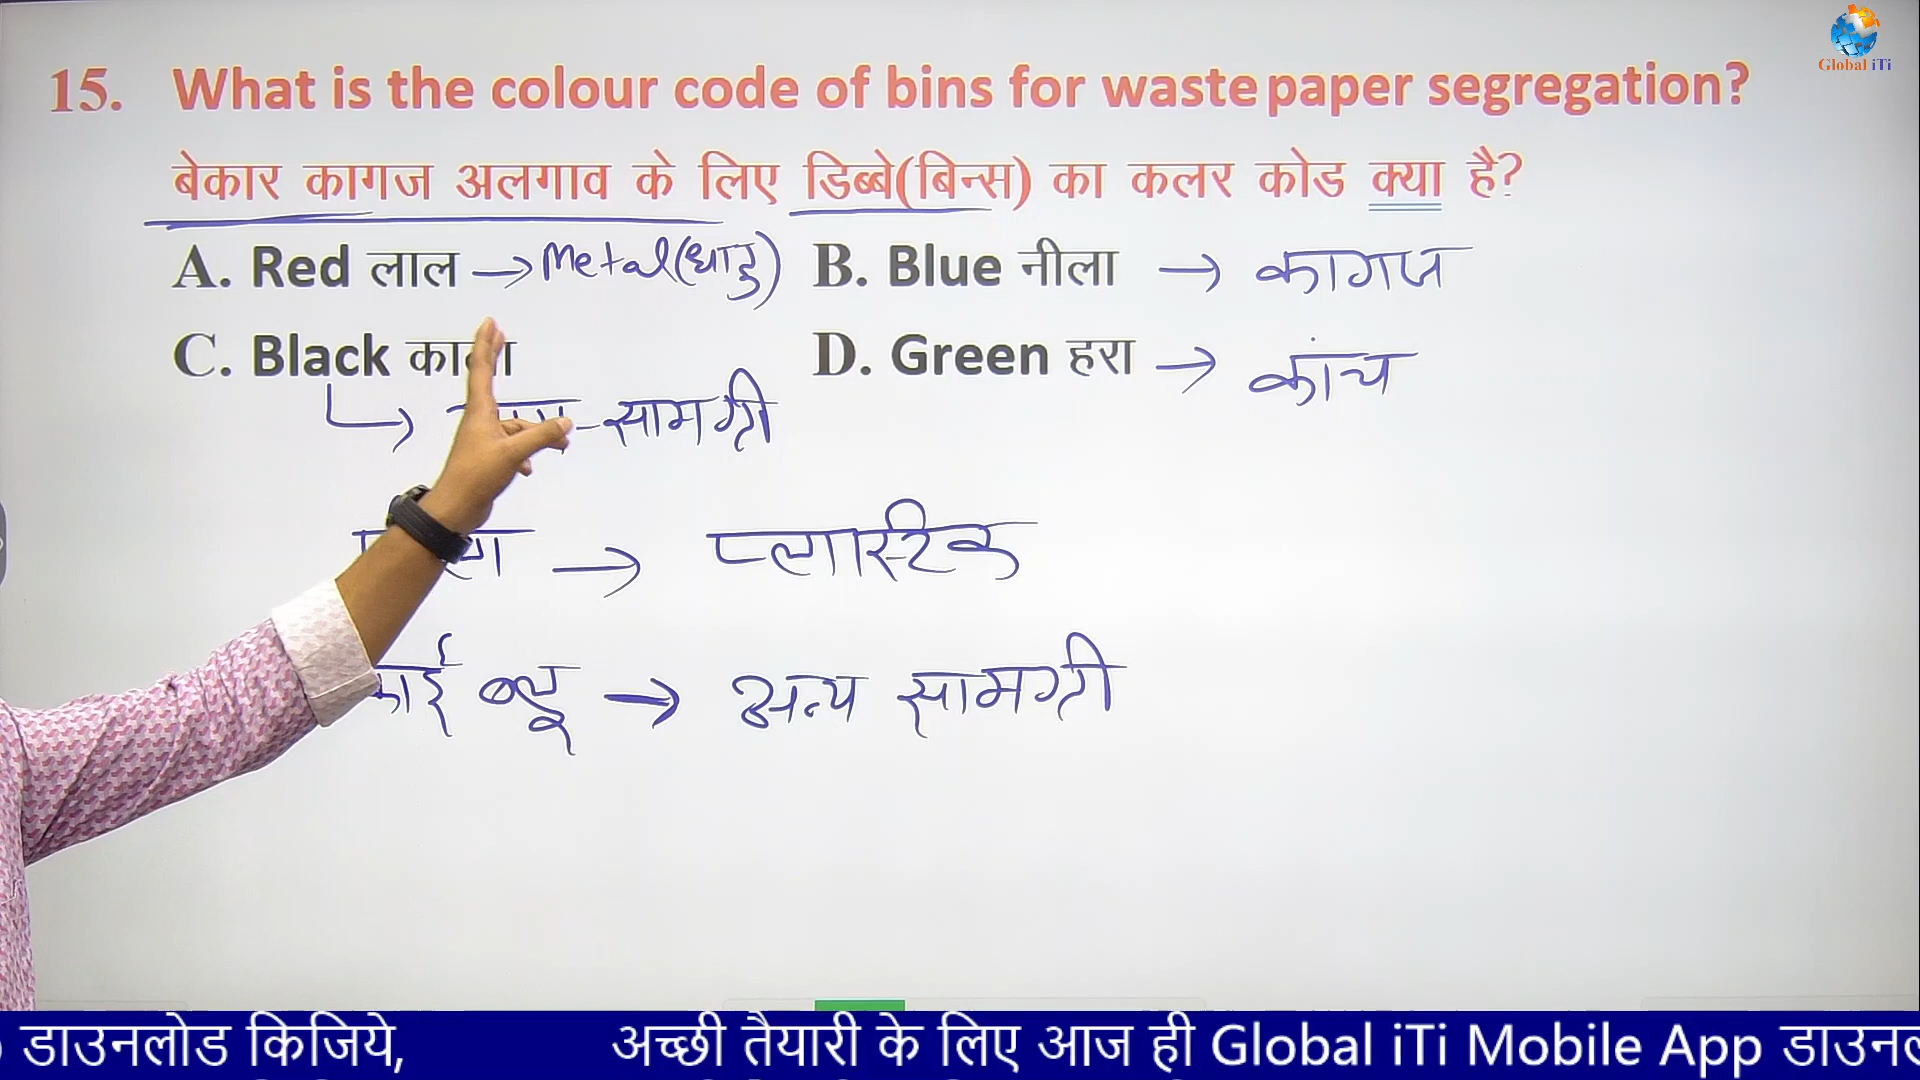 Global iTi
15. What is the colour code of bins for waste paper segregation?
बेकार कागज अलगाव के लिए डिब्बे(बिन्स) का कलर कोड क्या है?
A. Red लाल → Metal(धातु) B. Blue नीला → कागज
C. Black D. Green हरा → कांच
सामग्री
→ प्लास्टिक
ब्लू → अन्य सामग्री
डाउनलोड किजिये, अच्छी तैयारी के लिए आज ही Global iTi Mobile App